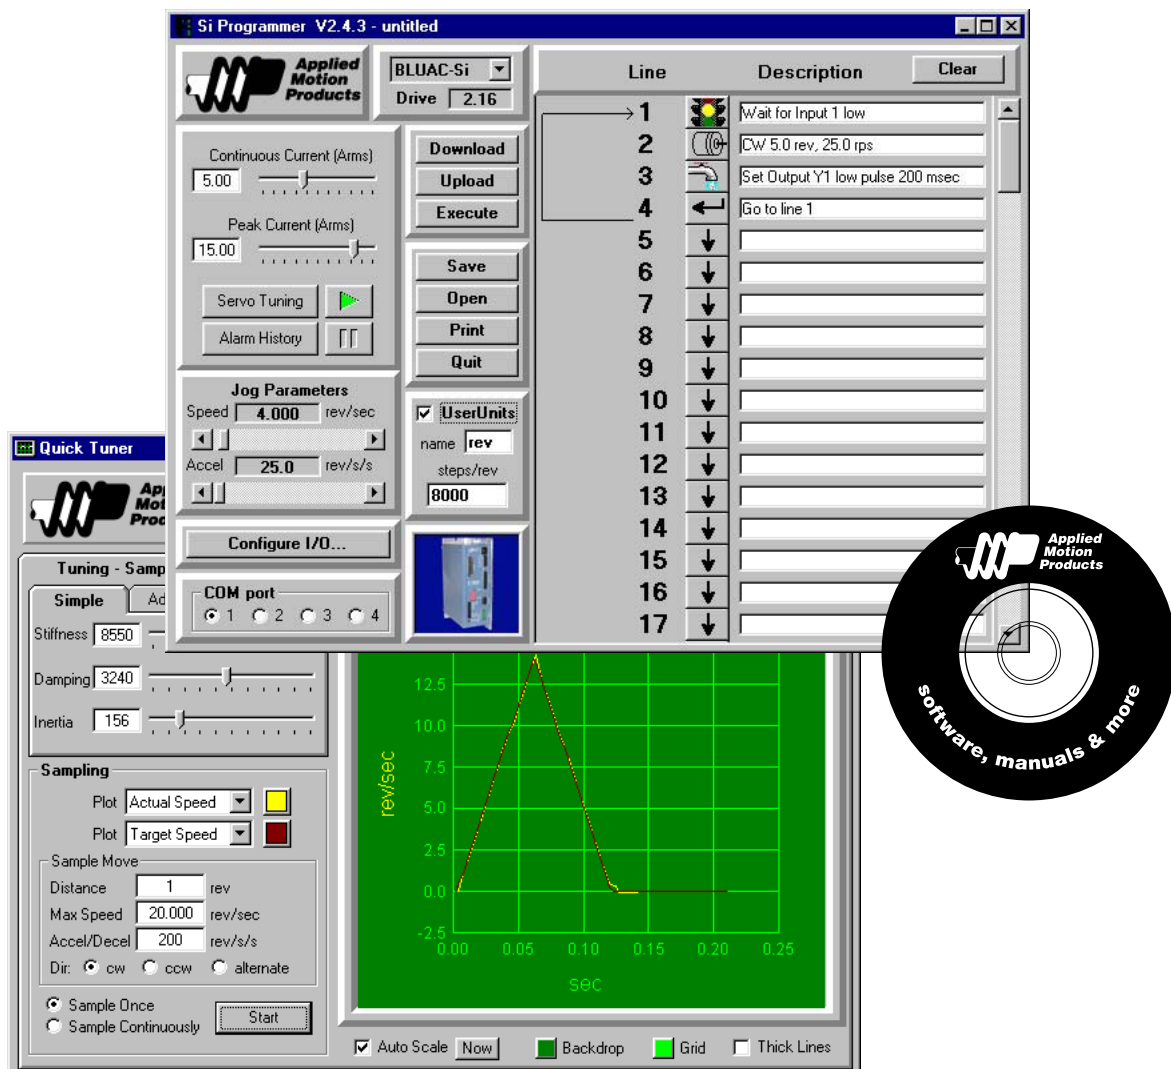 Si Programmer V2.4.3 - untitled
Applied
Motion
Products
BLUAC-Si
Drive 2.16
Continuous Current (Arms)
5.00
Peak Current (Arms)
15.00
Servo Tuning
Alarm History
Download
Upload
Execute
Save
Open
Print
Quit
Jog Parameters
Speed 4.000 rev/sec
Accel 25.0 rev/s/s
UserUnits
name rev
steps/rev
8000
Configure I/O...
COM port
1 2 3 4
Line Description Clear
1 Wait for Input 1 low
2 CW 5.0 rev, 25.0 rps
3 Set Output Y1 low pulse 200 msec
4 Go to line 1
5
6
7
8
9
10
11
12
13
14
15
16
17
Quick Tuner
Tuning - Samp
Simple Ad
Stiffness 8550
Damping 3240
Inertia 156
Sampling
Plot Actual Speed
Plot Target Speed
Sample Move
Distance 1 rev
Max Speed 20.000 rev/sec
Accel/Decel 200 rev/s/s
Dir: cw ccw alternate
Sample Once
Sample Continuously
Start
rev/sec
12.5
10.0
7.5
5.0
2.5
0.0
-2.5
0.00 0.05 0.10 0.15 0.20 0.25
sec
Auto Scale Now Backdrop Grid Thick Lines
Applied
Motion
Products
software, manuals & more